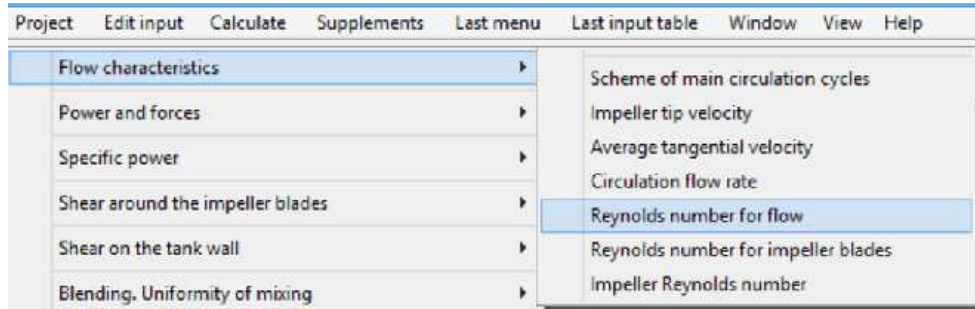 Project Edit input Calculate Supplements Last menu Last input table Window View Help
Flow characteristics
Power and forces
Specific power
Shear around the impeller blades
Shear on the tank wall
Blending. Uniformity of mixing
Scheme of main circulation cycles
Impeller tip velocity
Average tangential velocity
Circulation flow rate
Reynolds number for flow
Reynolds number for impeller blades
Impeller Reynolds number